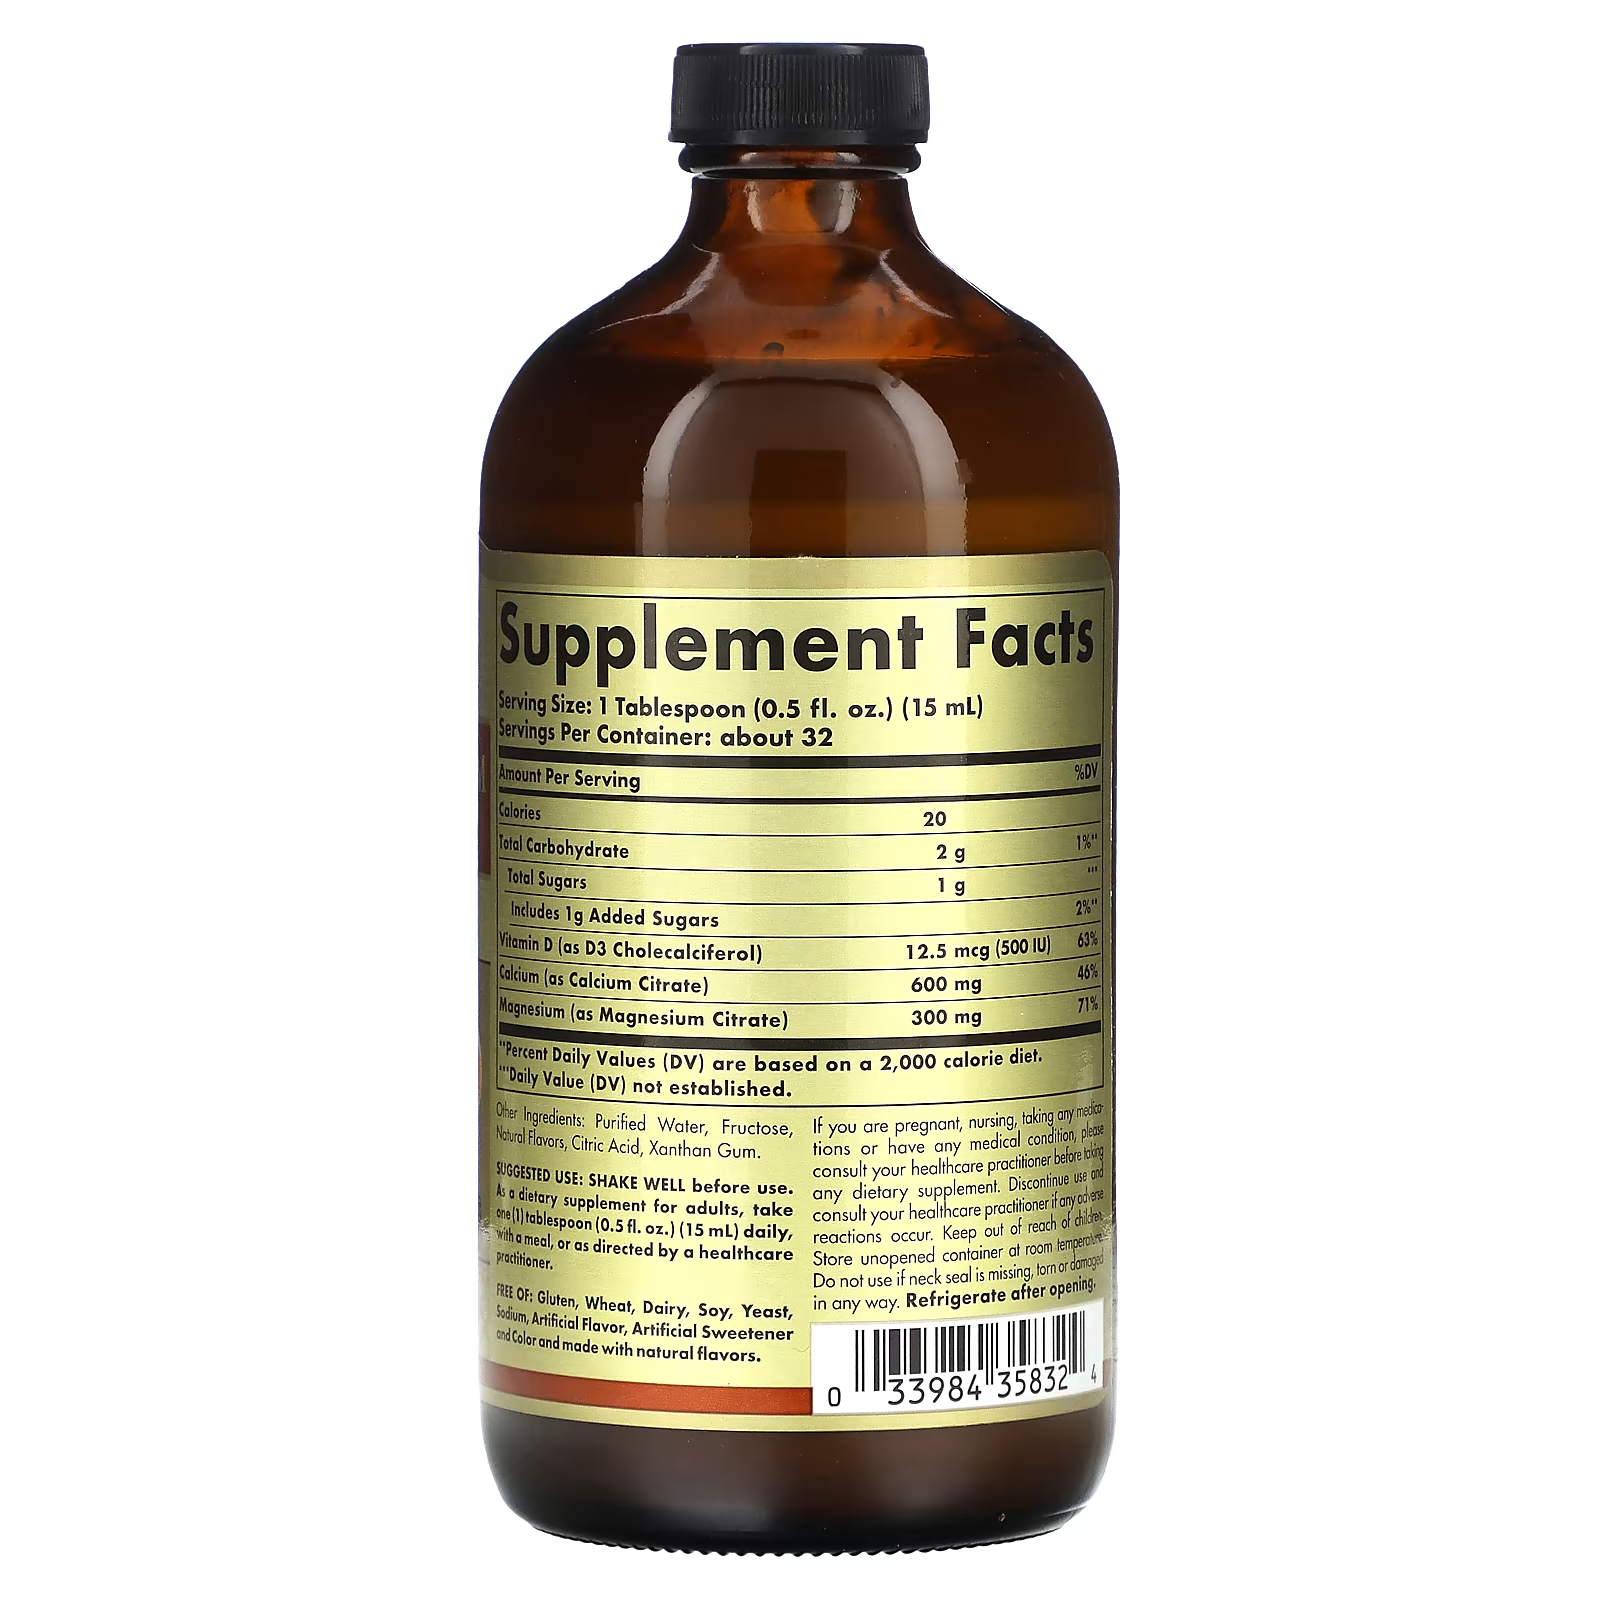 Supplement Facts
Serving Size: 1 Tablespoon (0.5 fl. oz.) (15 mL)
Servings Per Container: about 32
Amount Per Serving %DV
Calories 20
Total Carbohydrate 2 g 1%**
Total Sugars 1 g ***
Includes 1g Added Sugars 2%**
Vitamin D (as D3 Cholecalciferol) 12.5 mcg (500 IU) 63%
Calcium (as Calcium Citrate) 600 mg 46%
Magnesium (as Magnesium Citrate) 300 mg 71%
**Percent Daily Values (DV) are based on a 2,000 calorie diet.
***Daily Value (DV) not established.
Other Ingredients: Purified Water, Fructose,
Natural Flavors, Citric Acid, Xanthan Gum.
SUGGESTED USE: SHAKE WELL before use.
As a dietary supplement for adults, take
one (1) tablespoon (0.5 fl. oz.) (15 mL) daily,
with a meal, or as directed by a healthcare
practitioner.
FREE OF: Gluten, Wheat, Dairy, Soy, Yeast,
Sodium, Artificial Flavor, Artificial Sweetener
and Color and made with natural flavors.
If you are pregnant, nursing, taking any medica-
tions or have any medical condition, please
consult your healthcare practitioner before taking
any dietary supplement. Discontinue use and
consult your healthcare practitioner if any adverse
reactions occur. Keep out of reach of children.
Store unopened container at room temperature.
Do not use if neck seal is missing, torn or damaged
in any way. Refrigerate after opening.
0 33984 35832 4